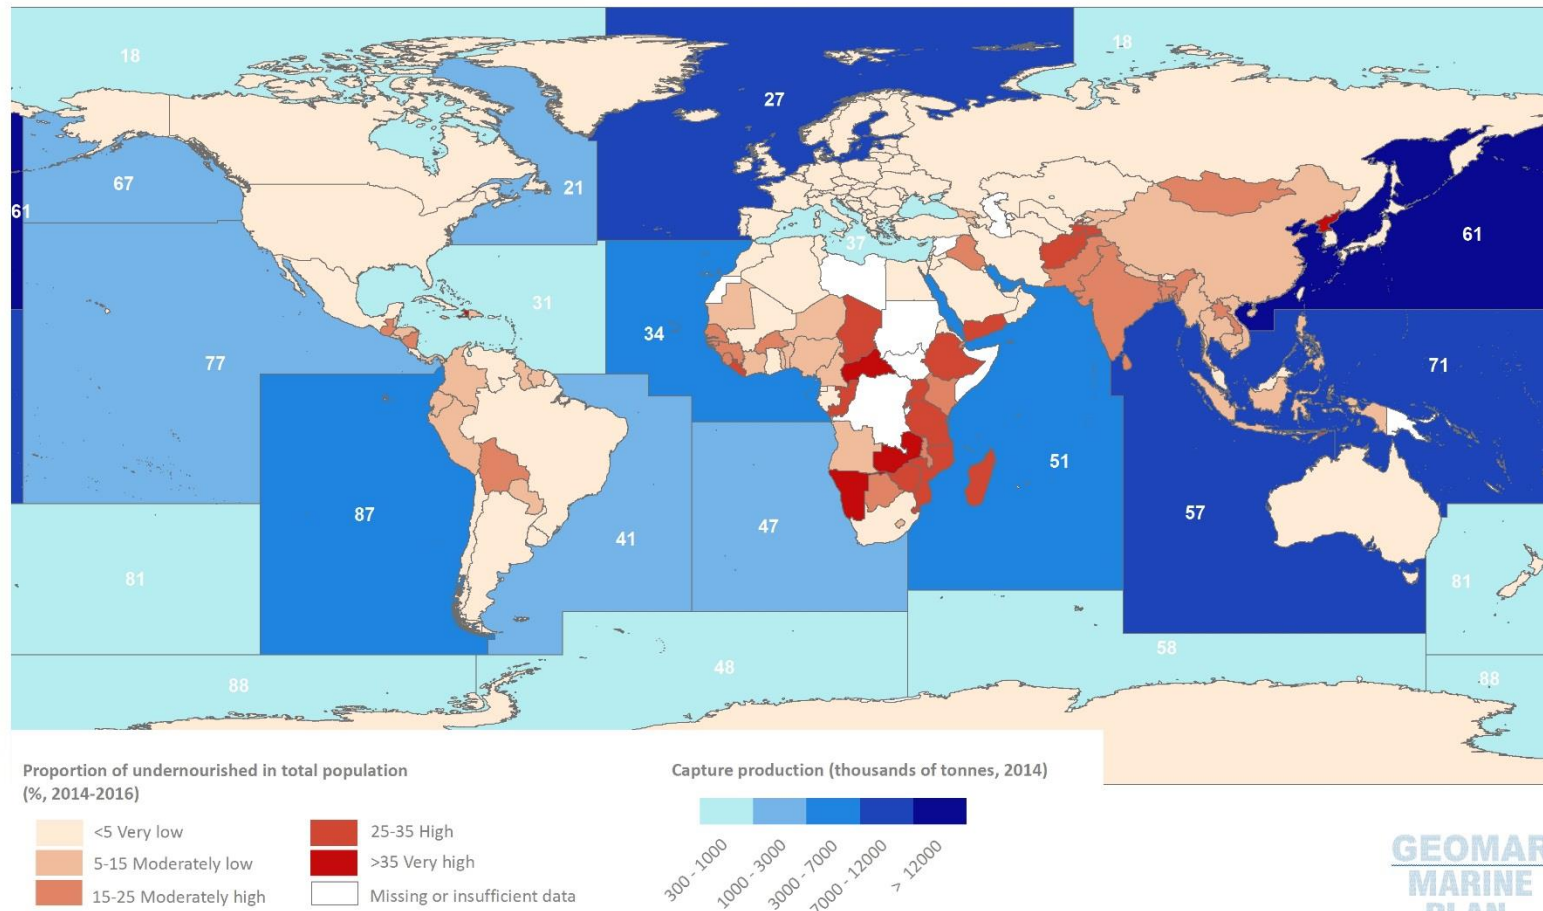 18
18
27
67
21
61
61
37
31
34
77
71
51
87
57
47
41
81
81
58
48
88
88
Proportion of undernourished in total population
(%, 2014-2016)
<5 Very low
5-15 Moderately low
15-25 Moderately high
25-35 High
>35 Very high
Missing or insufficient data
Capture production (thousands of tonnes, 2014)
300 - 1000
1000 - 3000
3000 - 7000
7000 - 12000
> 12000
GEOMAR
MARINE
PLAN